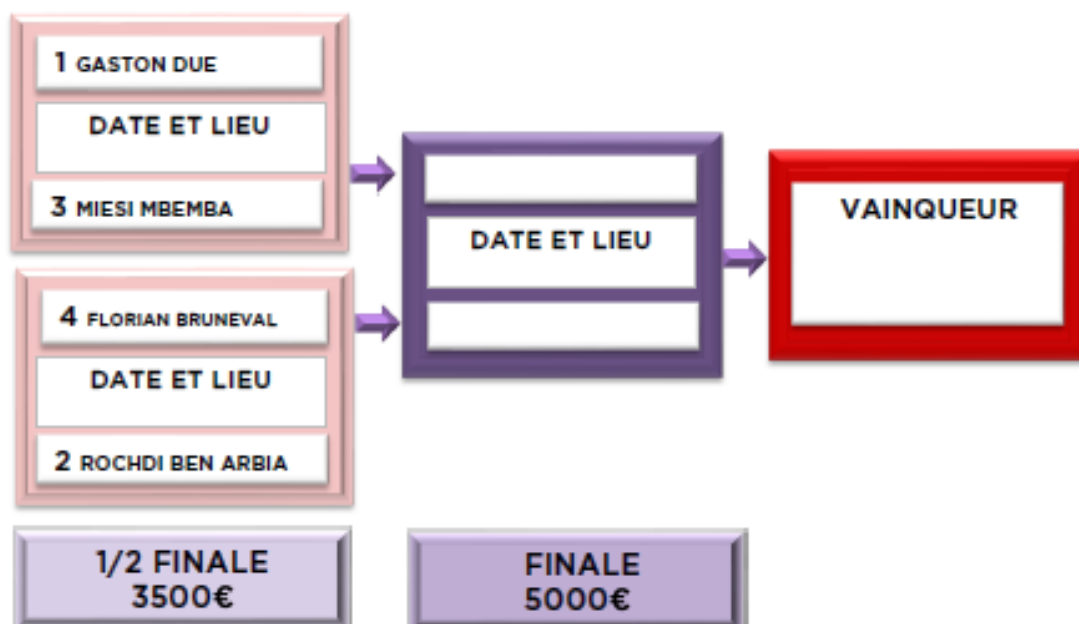 1 GASTON DUE
DATE ET LIEU
3 MIESI MBEMBA
4 FLORIAN BRUNEVAL
DATE ET LIEU
2 ROCHDI BEN ARBIA
DATE ET LIEU
VAINQUEUR
1/2 FINALE
3500€
FINALE
5000€